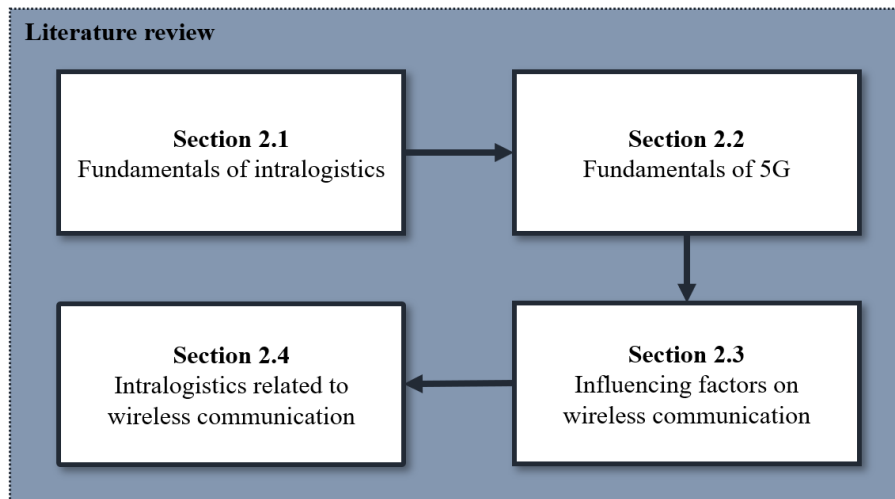 Literature review
Section 2.1
Fundamentals of intralogistics
Section 2.2
Fundamentals of 5G
Section 2.3
Influencing factors on
wireless communication
Section 2.4
Intralogistics related to
wireless communication